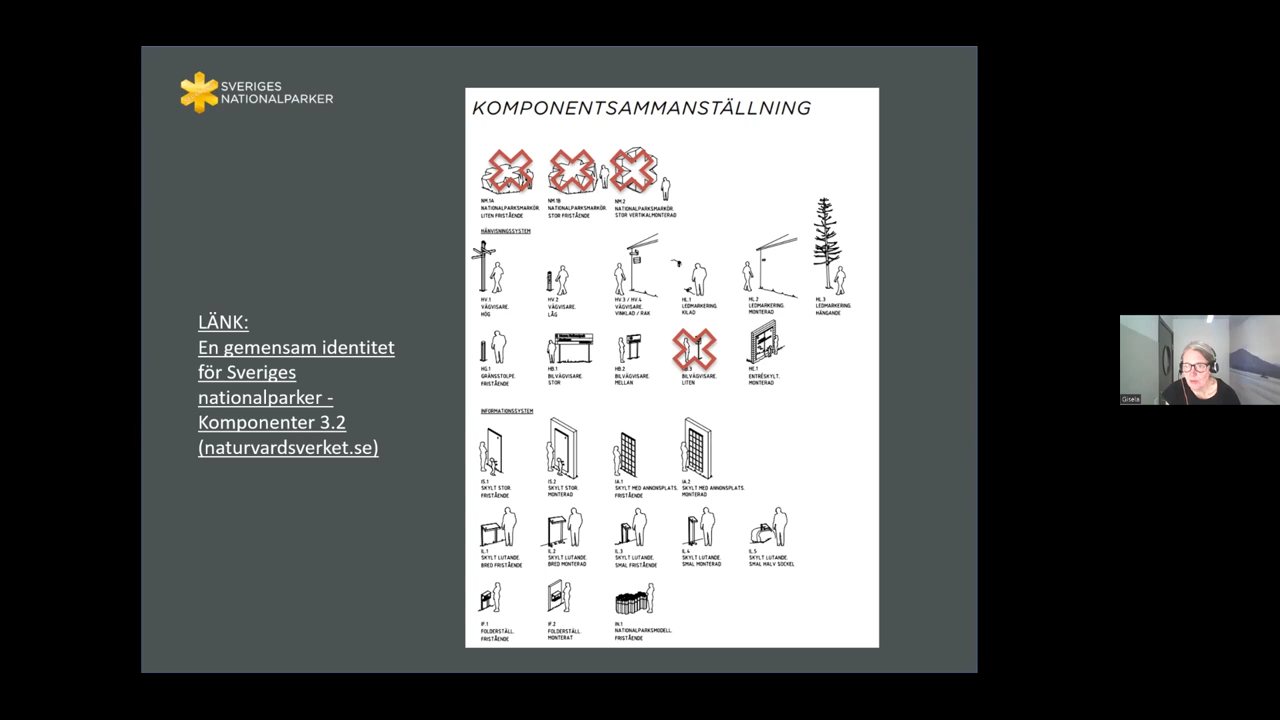 SVERIGES
NATIONALPARKER
KOMPONENTSAMMANSTÄLLNING
NM.1A
NATIONALPARKSMARKÖR.
LITEN FRISTÅENDE
NM.1B
NATIONALPARKSMARKÖR.
STOR FRISTÅENDE
NM.2
NATIONALPARKSMARKÖR.
STOR VERTIKALMONTERAD
HÄNVISNINGSSYSTEM
HV.1
VÄGVISARE.
HÖG
HV.2
VÄGVISARE.
LÅG
HV.3 / HV.4
VÄGVISARE.
VINKLAD / RAK
HL.1
LEDMARKERING.
KILAD
HL.2
LEDMARKERING.
MONTERAD
HL.3
LEDMARKERING.
HÄNGANDE
HG.1
GRÄNSSTOLPE.
FRISTÅENDE
HB.1
BILVÄGVISARE.
STOR
HB.2
BILVÄGVISARE.
MELLAN
BILVÄGVISARE.
LITEN
HE.1
ENTRÉSKYLT.
MONTERAD
LÄNK:
En gemensam identitet
för Sveriges
nationalparker -
Komponenter 3.2
(naturvardsverket.se)
INFORMATIONSSYSTEM
IS.1
SKYLT STOR.
FRISTÅENDE
IS.2
SKYLT STOR.
MONTERAD
IA.1
SKYLT MED ANNONSPLATS.
FRISTÅENDE
IA.2
SKYLT MED ANNONSPLATS.
MONTERAD
IL.1
SKYLT LUTANDE.
BRED FRISTÅENDE
IL.2
SKYLT LUTANDE.
BRED MONTERAD
IL.3
SKYLT LUTANDE.
SMAL FRISTÅENDE
IL.4
SKYLT LUTANDE.
SMAL MONTERAD
IL.5
SKYLT LUTANDE.
SMAL HALV SOCKEL
IF.1
FOLDERSTÄLL.
FRISTÅENDE
IF.2
FOLDERSTÄLL.
MONTERAT
IN.1
NATIONALPARKSMODELL
FRISTÅENDE
Gisela